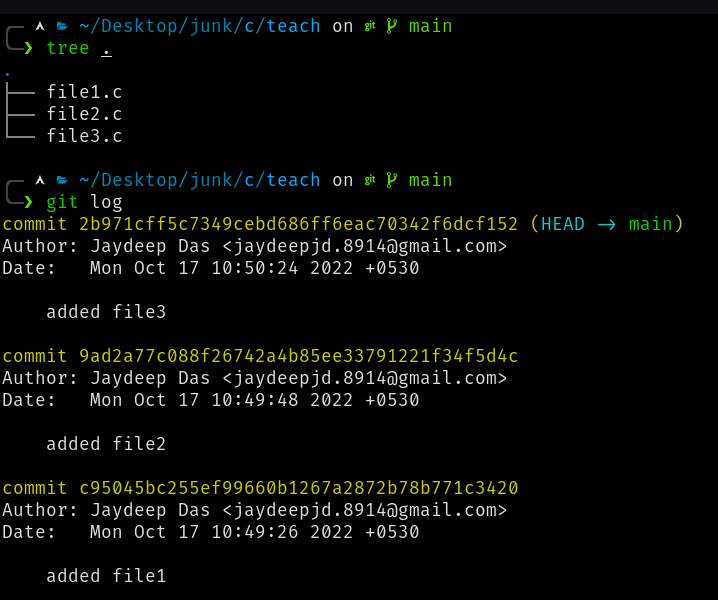 ~/Desktop/junk/c/teach on git main
❯ tree .
.
├── file1.c
├── file2.c
└── file3.c
~/Desktop/junk/c/teach on git main
❯ git log
commit 2b971cff5c7349cebd686ff6eac70342f6dcf152 (HEAD -> main)
Author: Jaydeep Das <jaydeepjd.8914@gmail.com>
Date:   Mon Oct 17 10:50:24 2022 +0530
added file3
commit 9ad2a77c088f26742a4b85ee33791221f34f5d4c
Author: Jaydeep Das <jaydeepjd.8914@gmail.com>
Date:   Mon Oct 17 10:49:48 2022 +0530
added file2
commit c95045bc255ef99660b1267a2872b78b771c3420
Author: Jaydeep Das <jaydeepjd.8914@gmail.com>
Date:   Mon Oct 17 10:49:26 2022 +0530
added file1